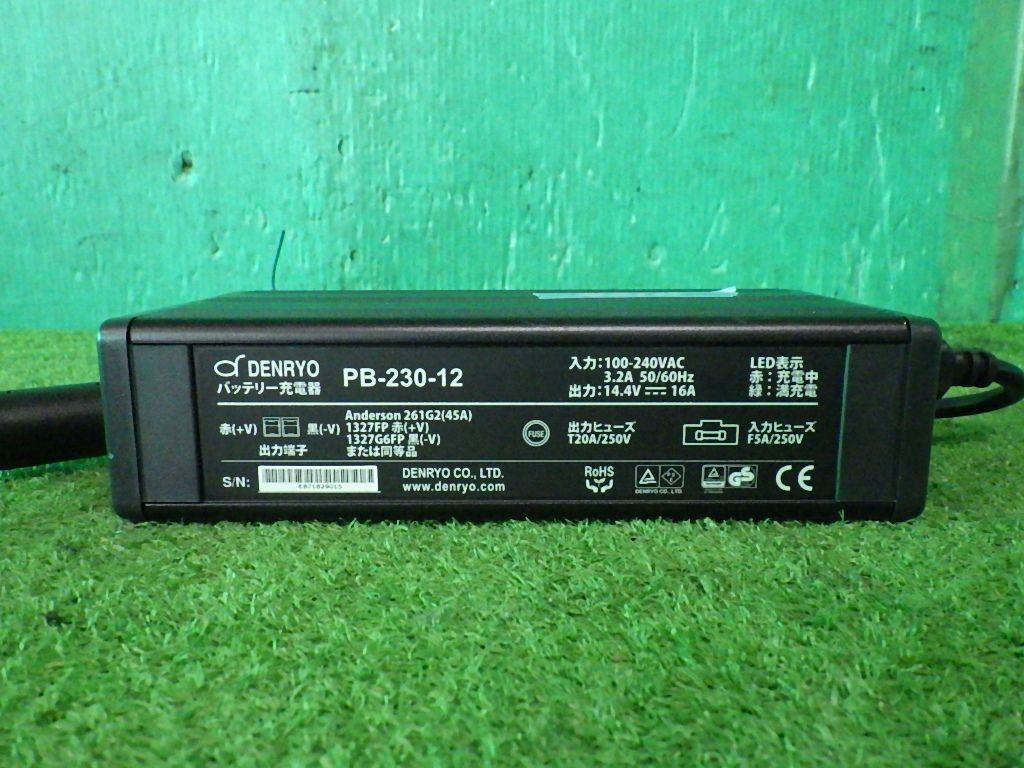 DENRYO
バッテリー充電器
PB-230-12
入力:100-240VAC
3.2A 50/60Hz
出力:14.4V 16A
LED表示
赤:充電中
緑:満充電
赤(+V) 黒(-V)
出力端子
Anderson 261G2(45A)
1327FP 赤(+V)
1327G6FP 黒(-V)
または同等品
FUSE
出力ヒューズ
T20A/250V
入力ヒューズ
F5A/250V
S/N:
EB71829015
DENRYO CO., LTD.
www.denryo.com
RoHS
DENRYO CO., LTD.
GS
CE